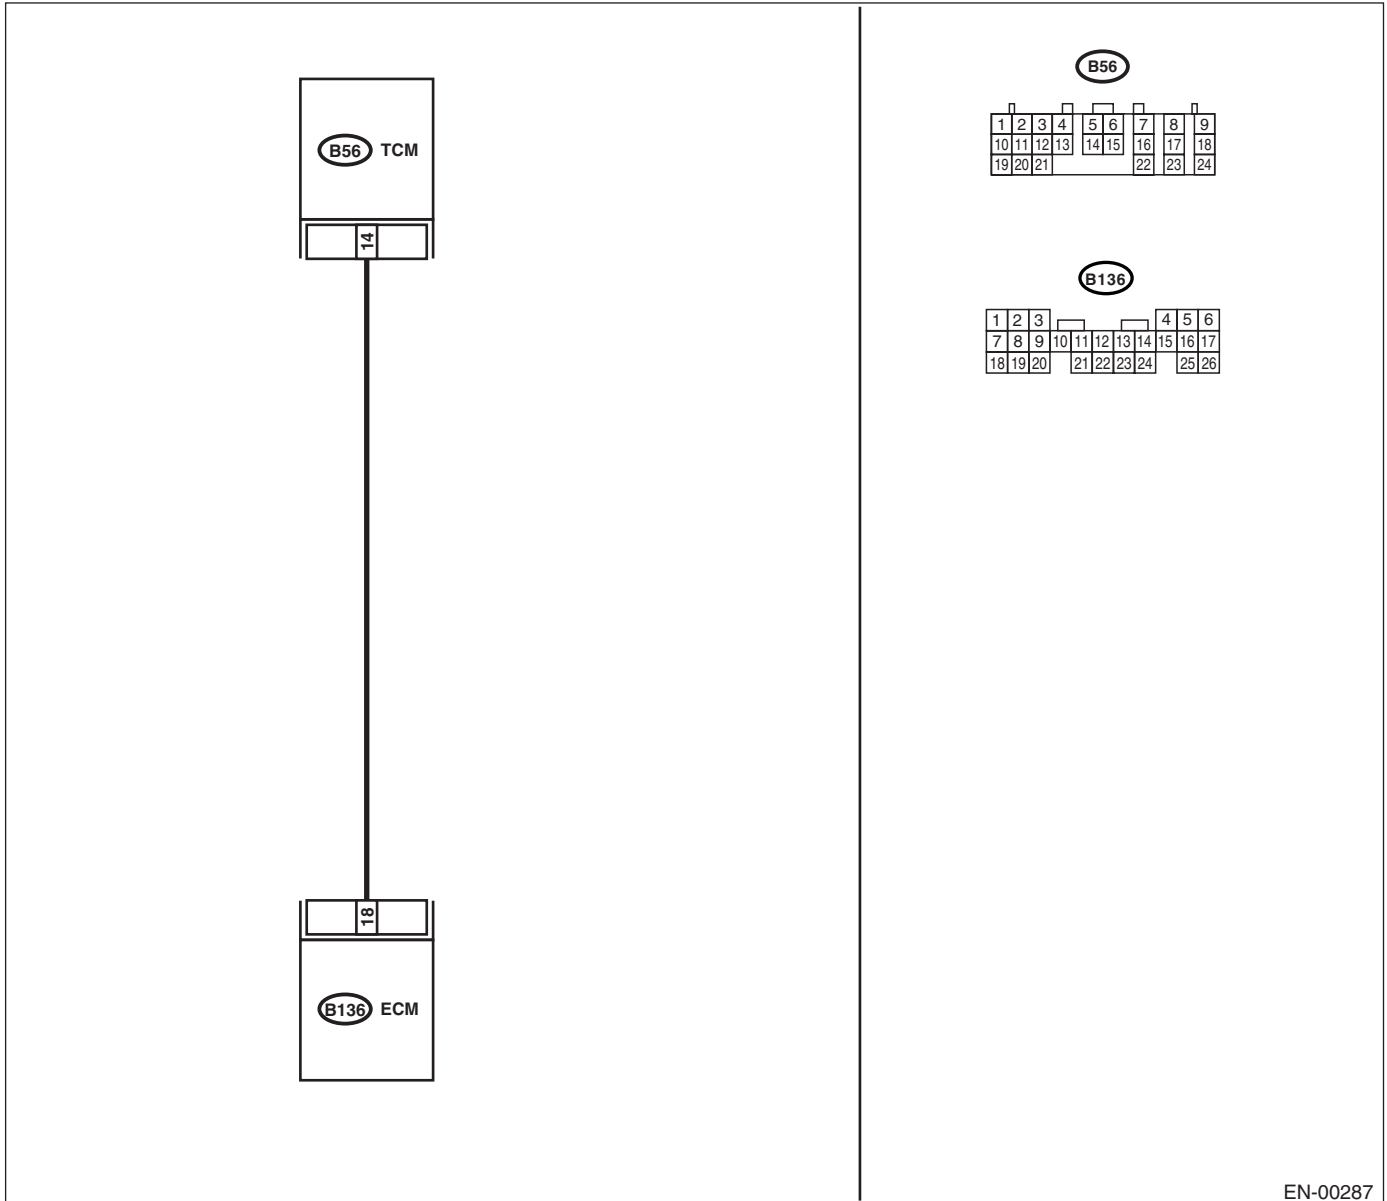 B56 TCM
14
18
B136 ECM
B56
1 2 3 4 5 6 7 8 9
10 11 12 13 14 15 16 17 18
19 20 21 22 23 24
B136
1 2 3 4 5 6
7 8 9 10 11 12 13 14 15 16 17
18 19 20 21 22 23 24 25 26
EN-00287